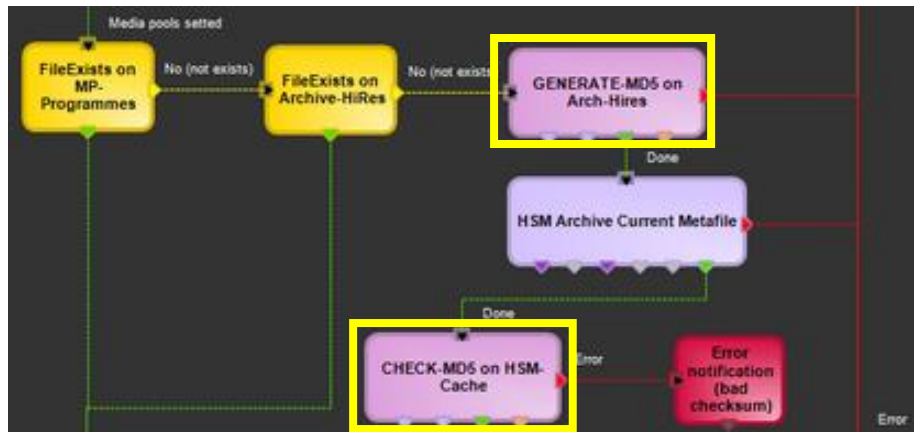 Media pools setted
FileExists on
MP-
Programmes
No (not exists)
FileExists on
Archive-HiRes
No (not exists
GENERATE-MD5 on
Arch-Hires
Done
HSM Archive Current Metafile
Done
CHECK-MD5 on HSM-
Cache
Error
Error
notification
(bad
checksum)
Error